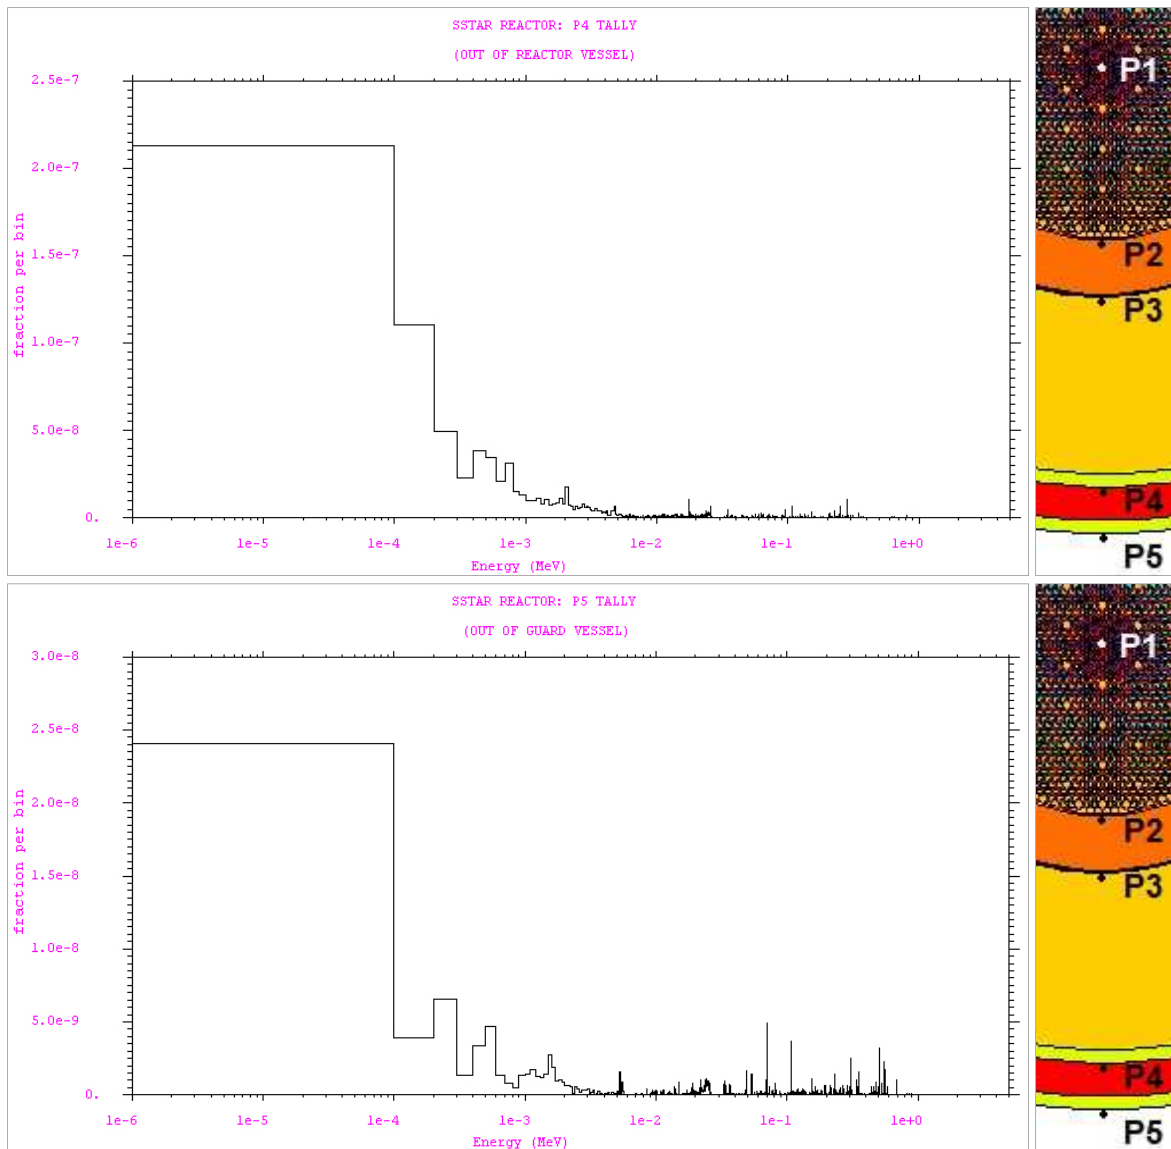 SSTAR REACTOR: P4 TALLY
(OUT OF REACTOR VESSEL)
2.5e-7
2.0e-7
1.5e-7
1.0e-7
5.0e-8
0.
fraction per bin
1e-6 1e-5 1e-4 1e-3 1e-2 1e-1 1e+0
Energy (MeV)
P1
P2
P3
P4
P5
SSTAR REACTOR: P5 TALLY
(OUT OF GUARD VESSEL)
3.0e-8
2.5e-8
2.0e-8
1.5e-8
1.0e-8
5.0e-9
0.
fraction per bin
1e-6 1e-5 1e-4 1e-3 1e-2 1e-1 1e+0
Energy (MeV)
P1
P2
P3
P4
P5